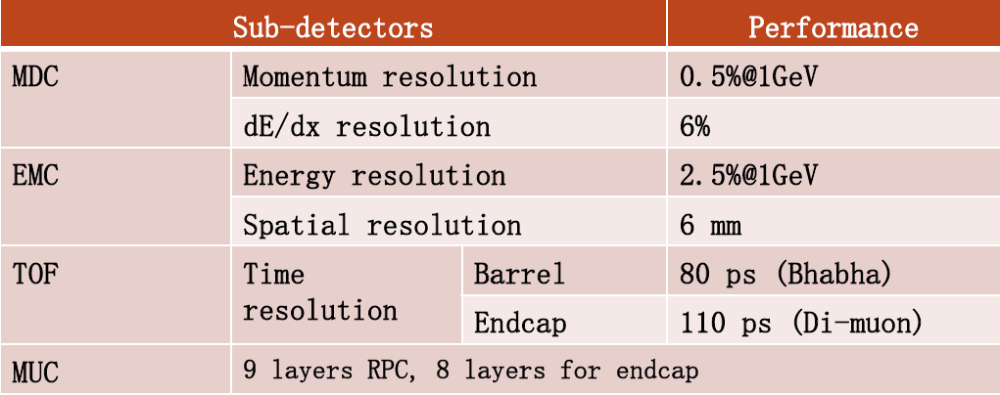 Sub-detectors Performance
MDC Momentum resolution 0.5%@1GeV
dE/dx resolution 6%
EMC Energy resolution 2.5%@1GeV
Spatial resolution 6 mm
TOF Time resolution Barrel 80 ps (Bhabha)
Endcap 110 ps (Di-muon)
MUC 9 layers RPC, 8 layers for endcap